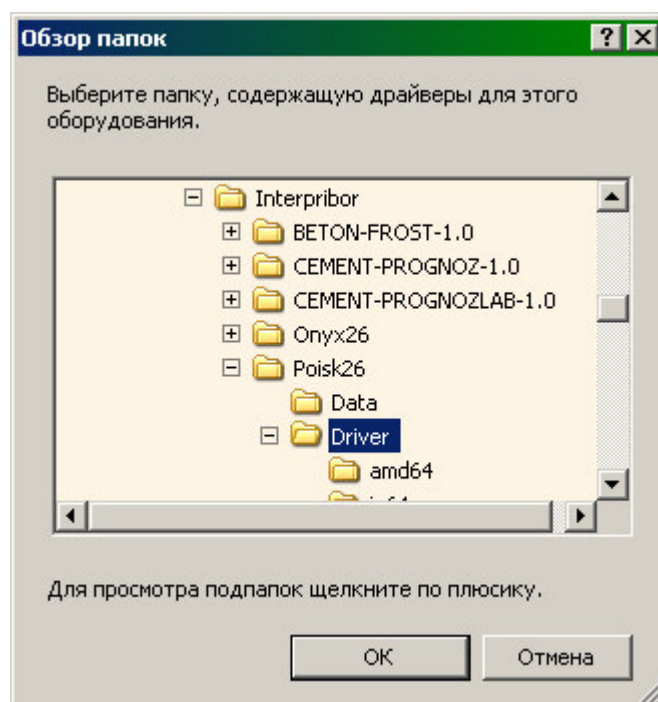 Обзор папок
Выберите папку, содержащую драйверы для этого
оборудования.
Interpribor
BETON-FROST-1.0
CEMENT-PROGNOZ-1.0
CEMENT-PROGNOZLAB-1.0
Onyx26
Poisk26
Data
Driver
amd64
Для просмотра подпапок щелкните по плюсику.
ОК
Отмена